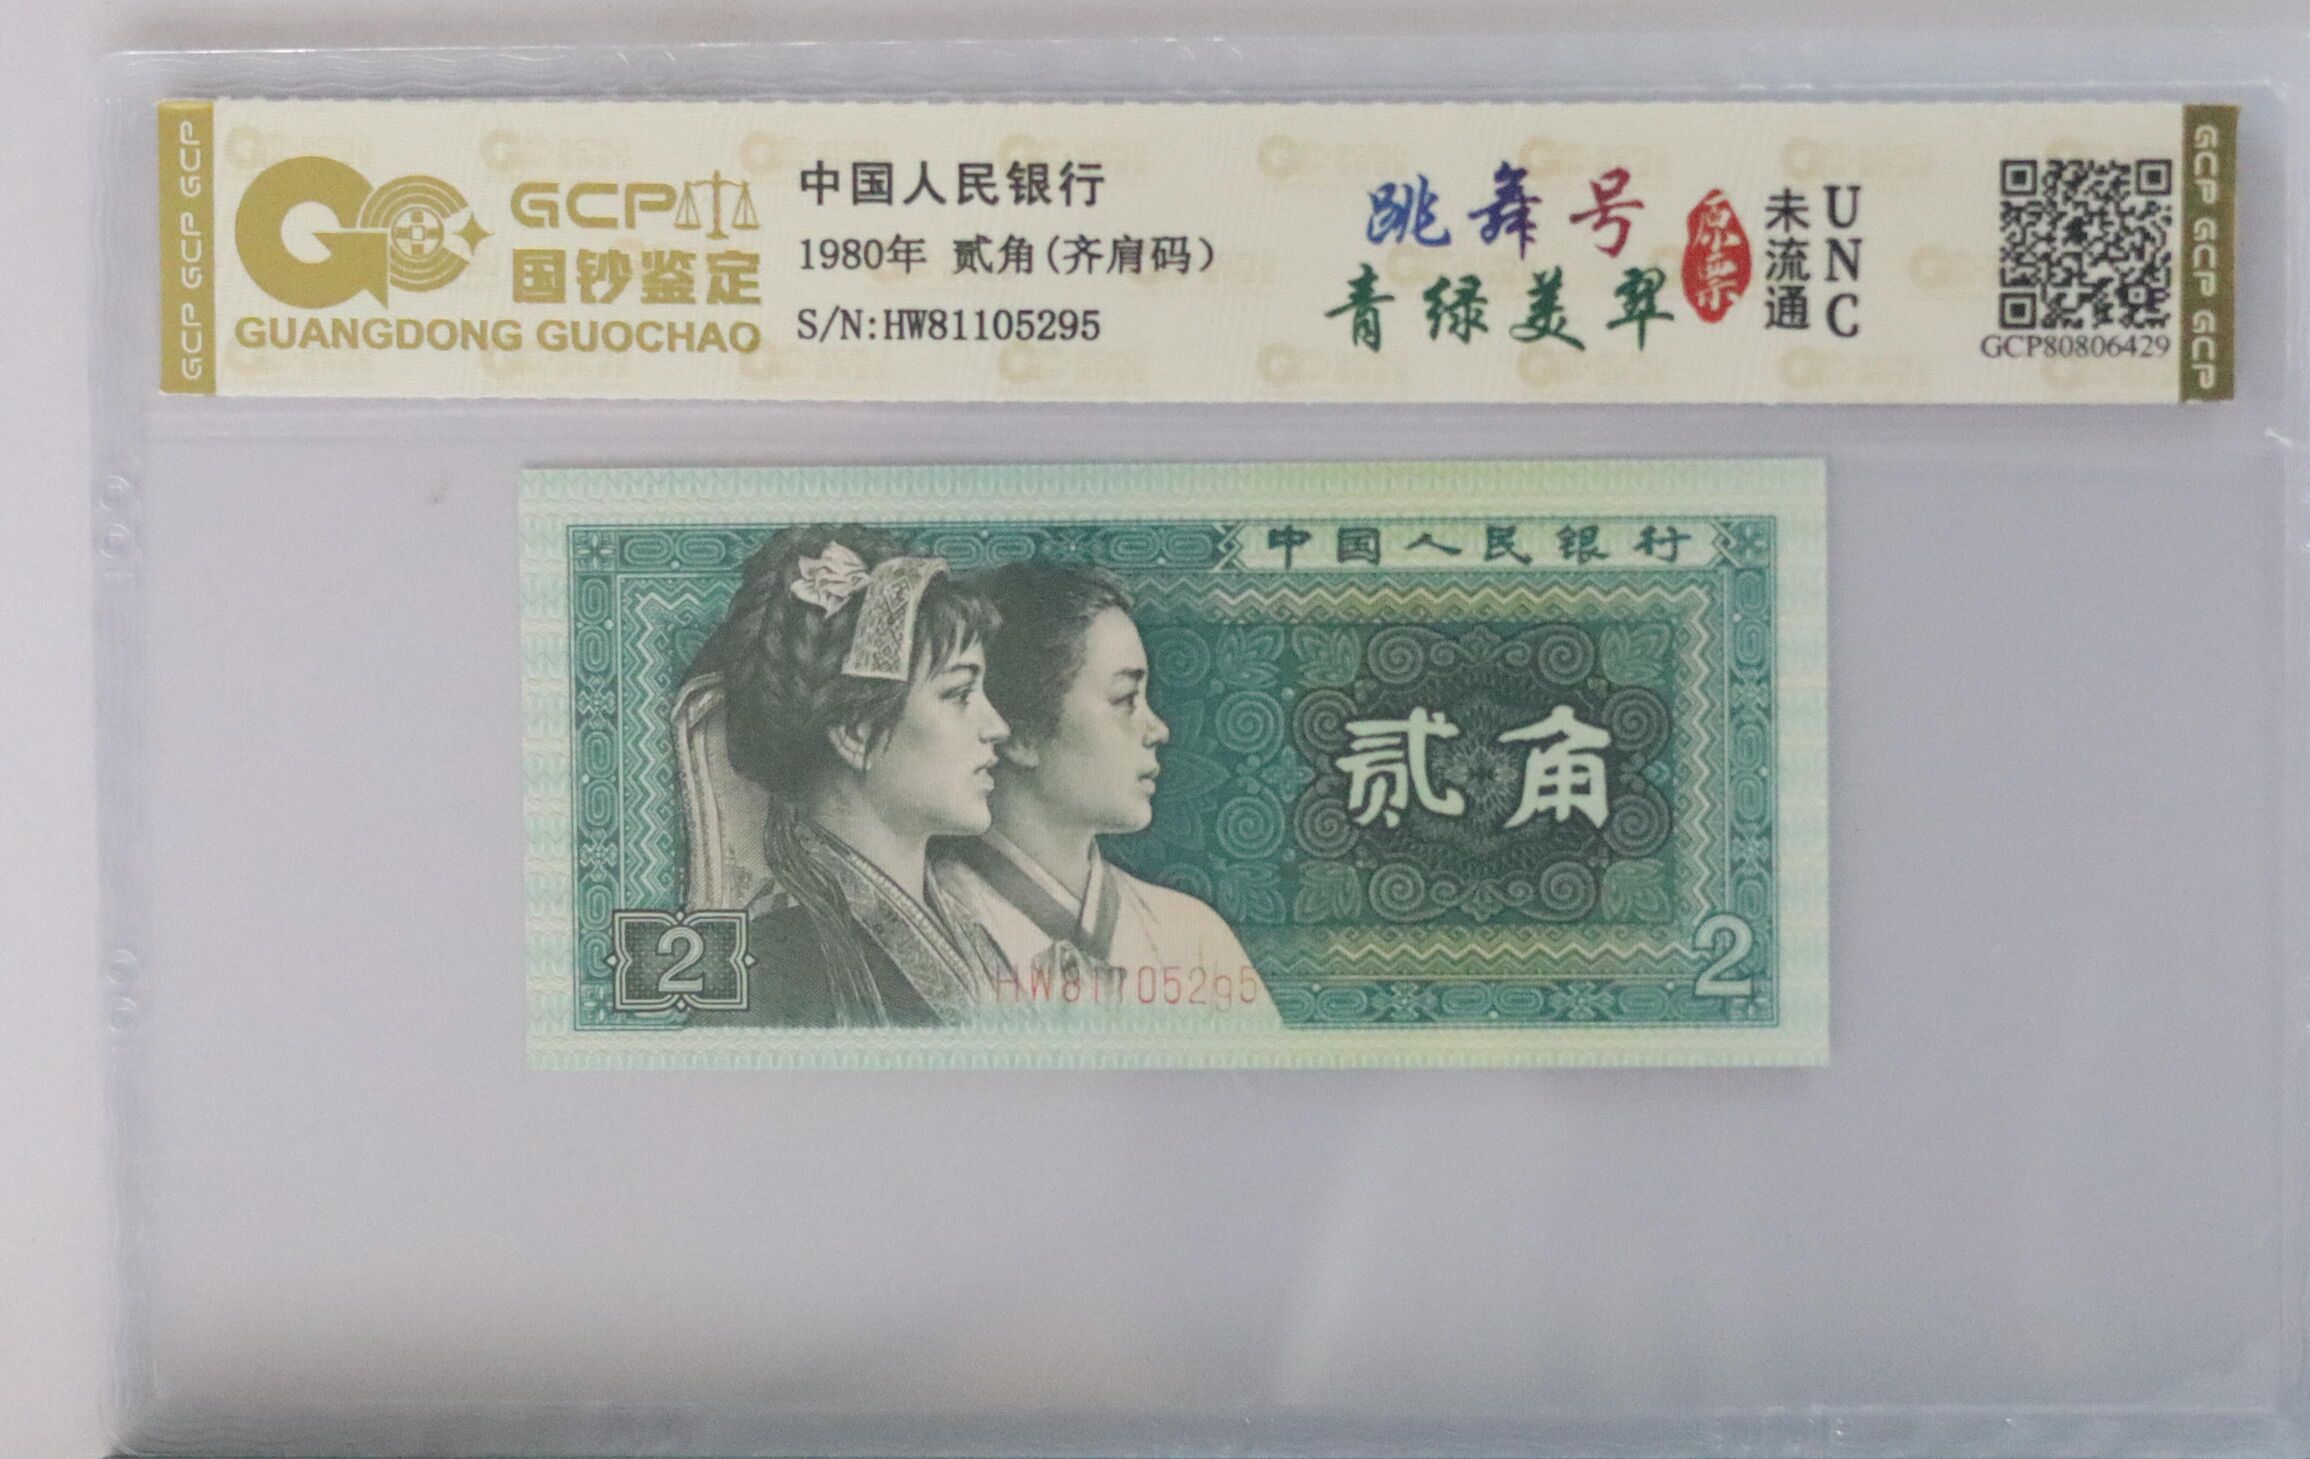 GCP GCP GCP
GCP
国钞鉴定
GUANGDONG GUOCHAO
中国人民银行
1980年 贰角(齐肩码)
S/N:HW81105295
跳舞号
青绿美翠
原票
未流通
UNC
GCP80806429
GCP GCP GCP
中国人民银行
贰角
2
HW81105295
2